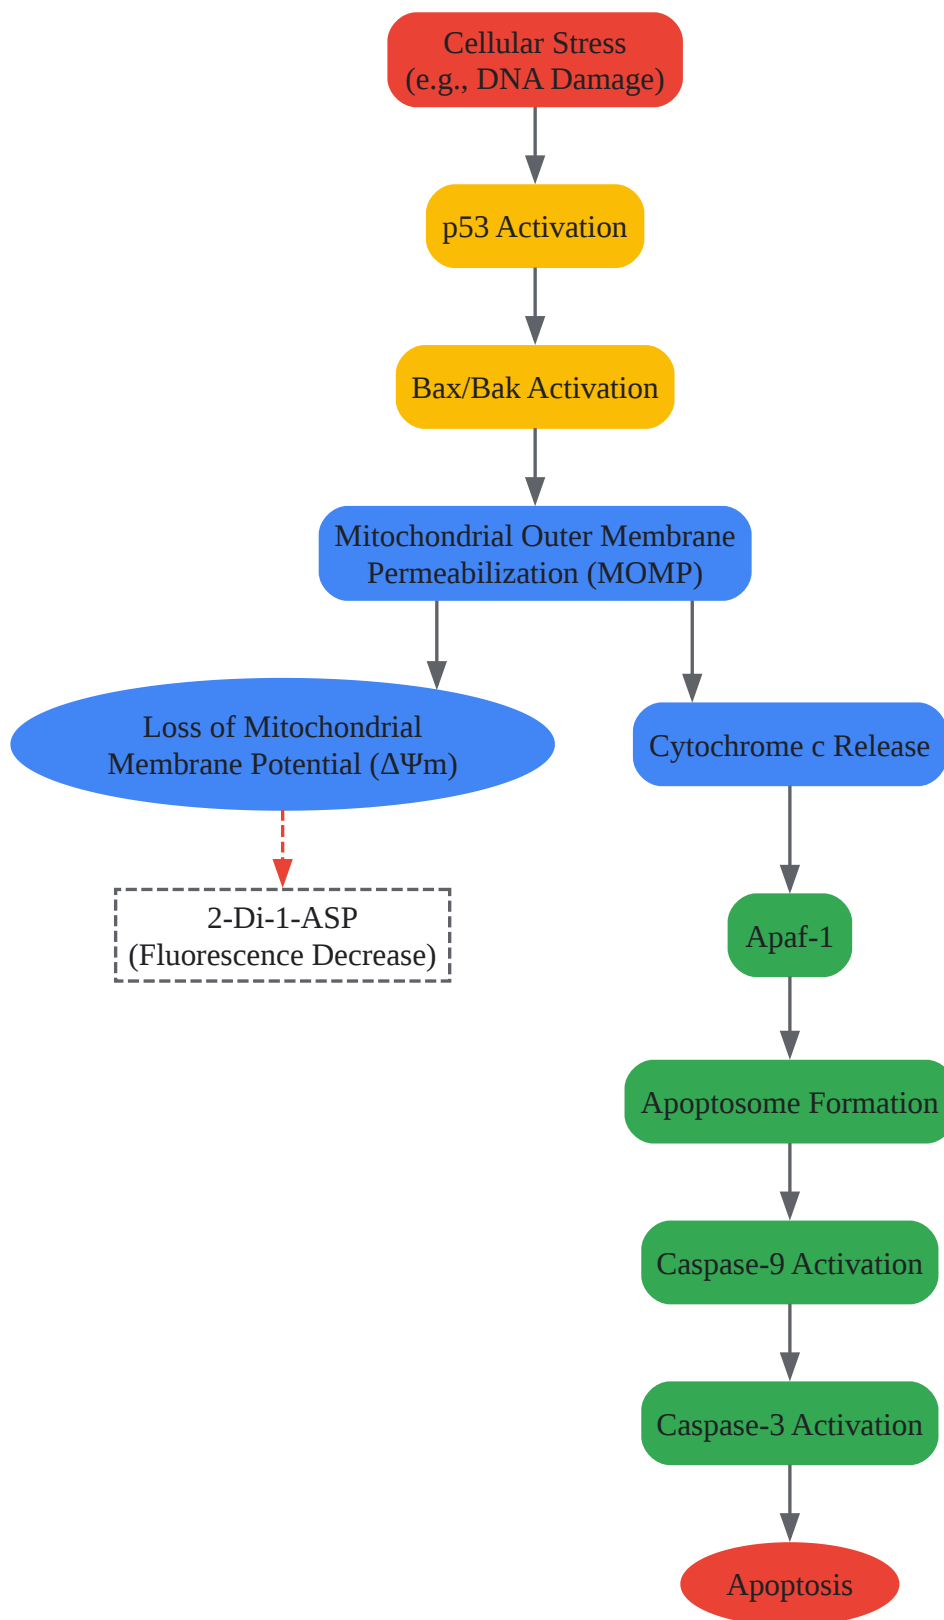 Cellular Stress
(e.g., DNA Damage)
p53 Activation
Bax/Bak Activation
Mitochondrial Outer Membrane
Permeabilization (MOMP)
Loss of Mitochondrial
Membrane Potential (ΔΨm)
Cytochrome c Release
2-Di-1-ASP
(Fluorescence Decrease)
Apaf-1
Apoptosome Formation
Caspase-9 Activation
Caspase-3 Activation
Apoptosis